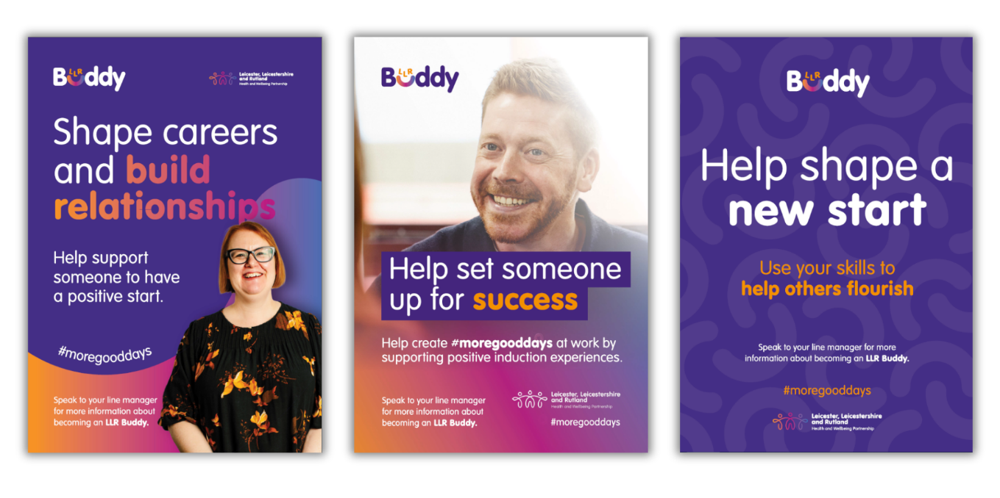 LLR
Buddy
Leicester, Leicestershire
and Rutland
Health and Wellbeing Partnership
Shape careers
and build
relationships
Help support
someone to have
a positive start.
#moregooddays
Speak to your line manager
for more information about
becoming an LLR Buddy.
LLR
Buddy
Help set someone
up for success
Help create #moregooddays at work by
supporting positive induction experiences.
Speak to your line manager
for more information about
becoming an LLR Buddy.
Leicester, Leicestershire
and Rutland
Health and Wellbeing Partnership
#moregooddays
LLR
Buddy
Help shape a
new start
Use your skills to
help others flourish
Speak to your line manager for more
information about becoming an LLR Buddy.
#moregooddays
Leicester, Leicestershire
and Rutland
Health and Wellbeing Partnership